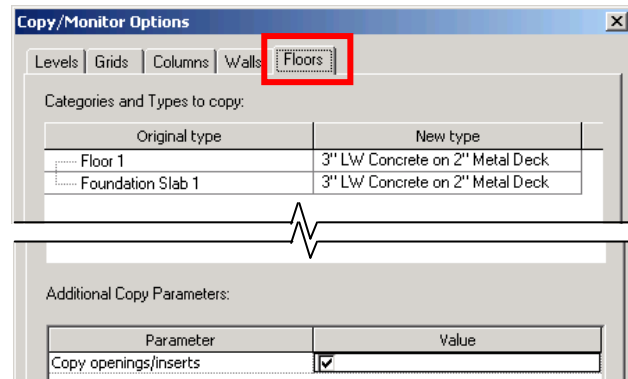 Copy/Monitor Options
Levels Grids Columns Walls Floors
Categories and Types to copy:
Original type New type
Floor 1 3" LW Concrete on 2" Metal Deck
Foundation Slab 1 3" LW Concrete on 2" Metal Deck
Additional Copy Parameters:
Parameter Value
Copy openings/inserts